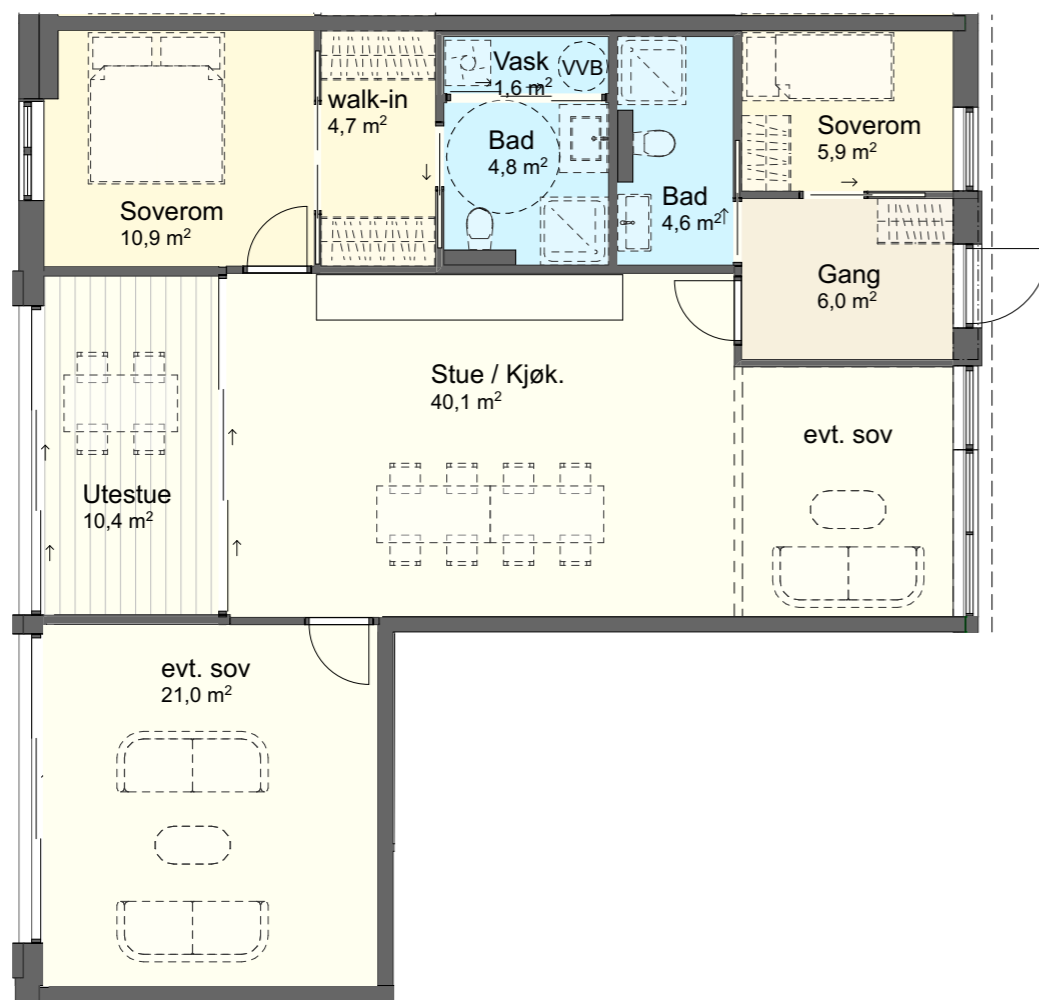 Vask
1,6 m²
VVB
walk-in
4,7 m²
Bad
4,8 m²
Soverom
5,9 m²
Soverom
10,9 m²
Bad
4,6 m²
Gang
6,0 m²
Stue / Kjøk.
40,1 m²
evt. sov
Utestue
10,4 m²
evt. sov
21,0 m²